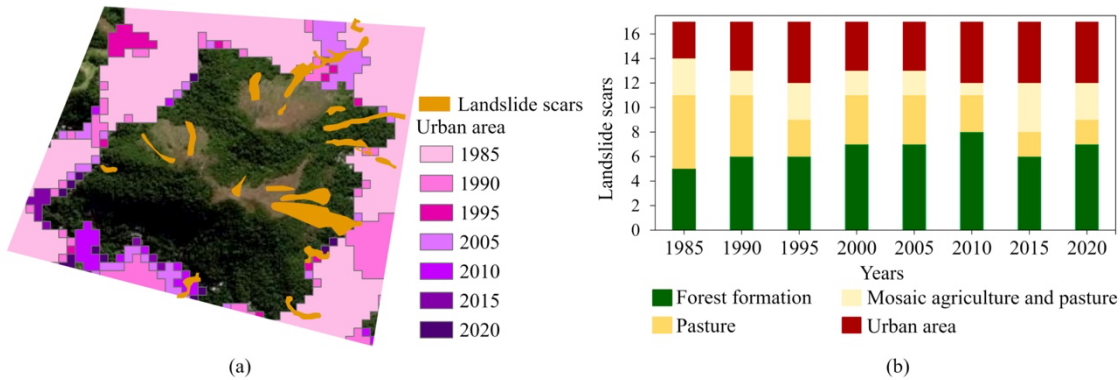 Landslide scars
Urban area
1985
1990
1995
2005
2010
2015
2020
(a)
Landslide scars
16
14
12
10
8
6
4
2
0
1985 1990 1995 2000 2005 2010 2015 2020
Years
Forest formation
Mosaic agriculture and pasture
Pasture
Urban area
(b)